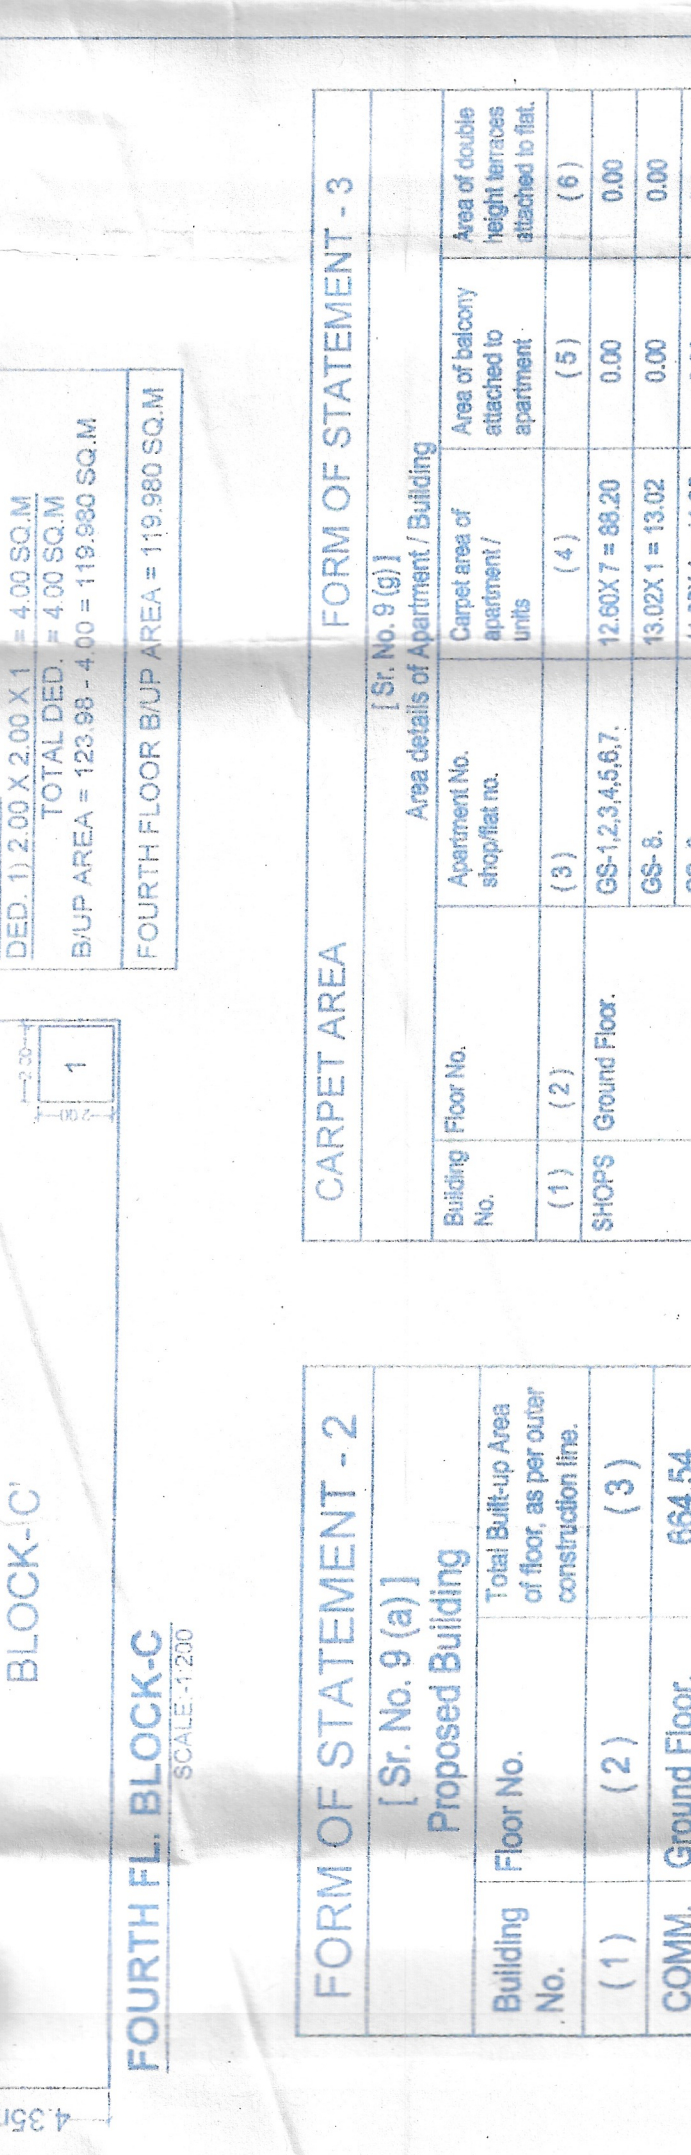 DED. 1) 2.00 X 2.00 X 1 = 4.00 SQ.M
TOTAL DED. = 4.00 SQ.M
B/UP AREA = 123.98 - 4.00 = 119.980 SQ.M
FOURTH FLOOR B/UP AREA = 119.980 SQ.M
2.00
2.00
1
BLOCK-'C'
4.35
FOURTH FL. BLOCK-C
SCALE:-1:200
FORM OF STATEMENT - 2
[ Sr. No. 9 (a) ]
Proposed Building
Building No. Floor No. Total Built-up Area of floor, as per outer construction line.
( 1 ) ( 2 ) ( 3 )
COMM. Ground Floor. 664.54
CARPET AREA FORM OF STATEMENT - 3
[ Sr. No. 9 (g) ]
Area details of Apartment / Building
Building No. Floor No. Apartment No. shop/flat no. Carpet area of apartment / units Area of balcony attached to apartment Area of double height terraces attached to flat.
( 1 ) ( 2 ) ( 3 ) ( 4 ) ( 5 ) ( 6 )
SHOPS Ground Floor. GS-1,2,3,4,5,6,7. 12.60X 7 = 88.20 0.00 0.00
GS- 8. 13.02X 1 = 13.02 0.00 0.00